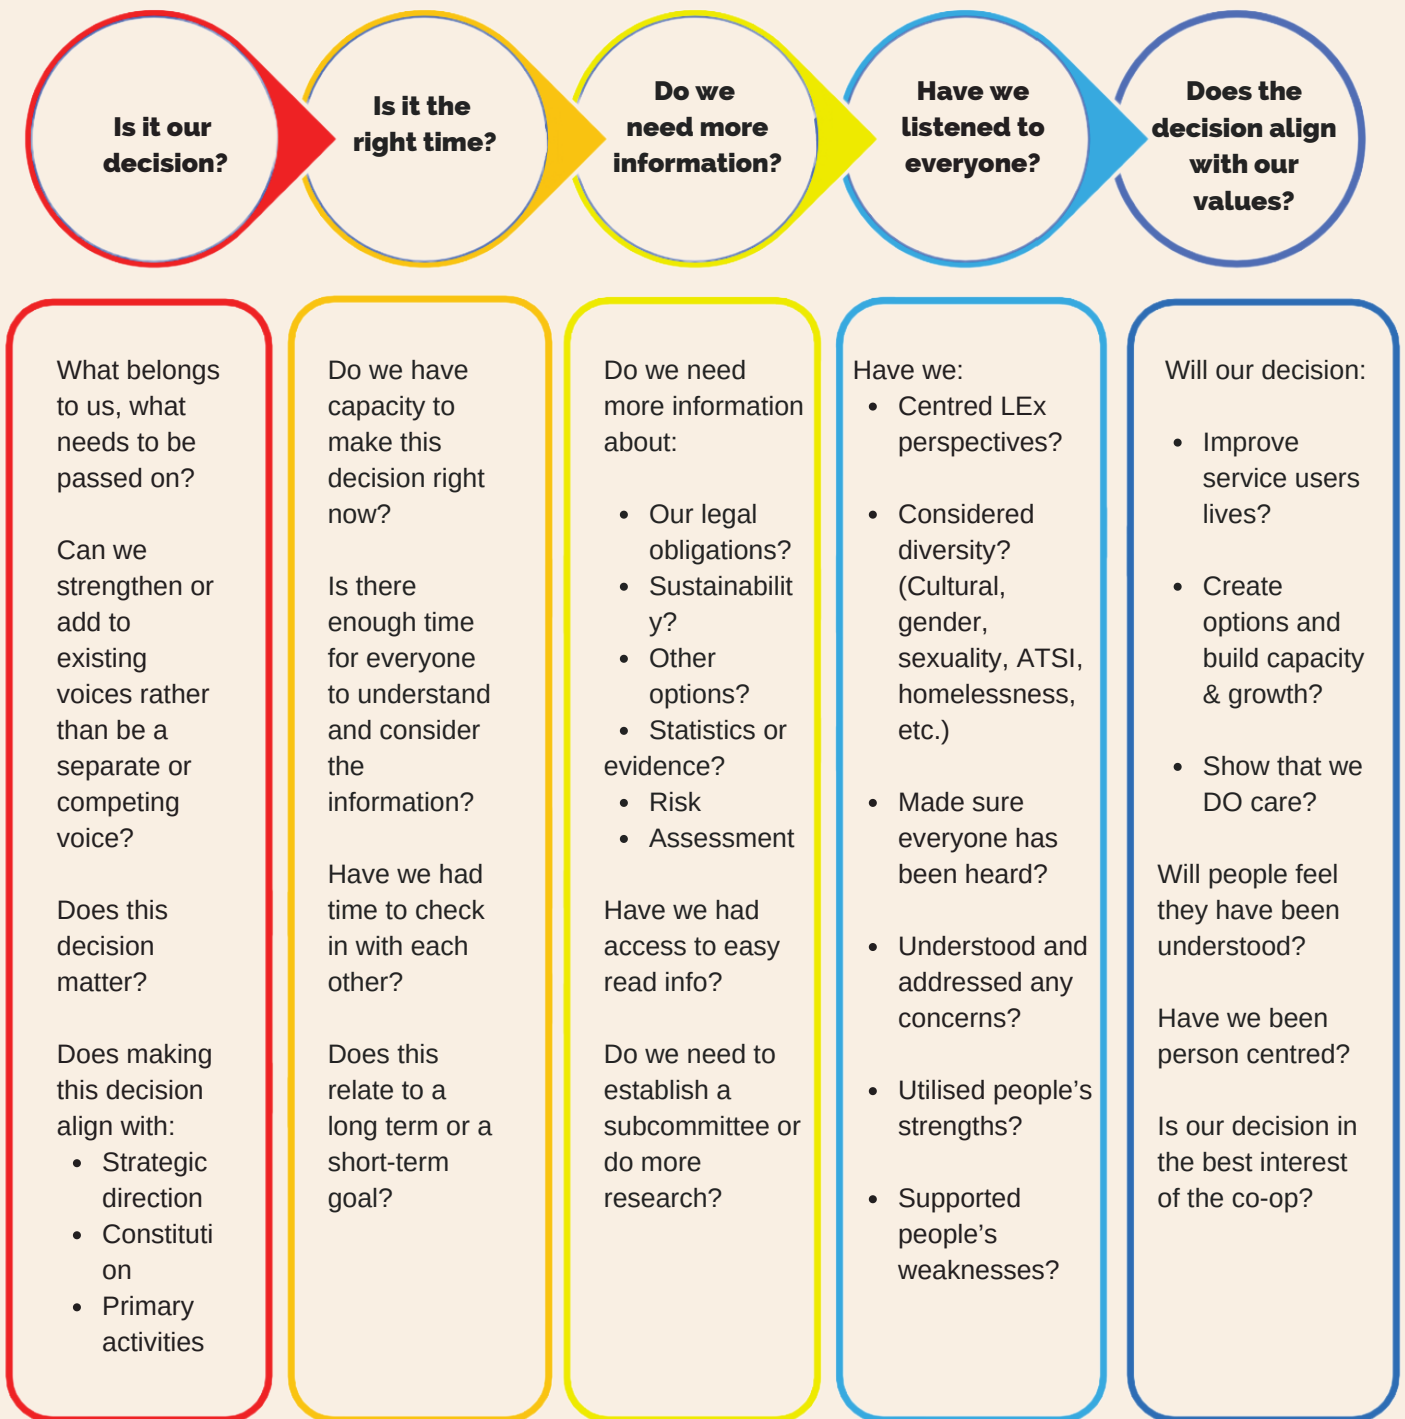 Is it our
decision?
Is it the
right time?
Do we
need more
information?
Have we
listened to
everyone?
Does the
decision align
with our
values?
What belongs
to us, what
needs to be
passed on?
Can we
strengthen or
add to
existing
voices rather
than be a
separate or
competing
voice?
Does this
decision
matter?
Does making
this decision
align with:
• Strategic
direction
• Constituti
on
• Primary
activities
Do we have
capacity to
make this
decision right
now?
Is there
enough time
for everyone
to understand
and consider
the
information?
Have we had
time to check
in with each
other?
Does this
relate to a
long term or a
short-term
goal?
Do we need
more information
about:
• Our legal
obligations?
• Sustainabilit
y?
• Other
options?
• Statistics or
evidence?
• Risk
• Assessment
Have we had
access to easy
read info?
Do we need to
establish a
subcommittee or
do more
research?
Have we:
• Centred LEx
perspectives?
• Considered
diversity?
(Cultural,
gender,
sexuality, ATSI,
homelessness,
etc.)
• Made sure
everyone has
been heard?
• Understood and
addressed any
concerns?
• Utilised people’s
strengths?
• Supported
people’s
weaknesses?
Will our decision:
• Improve
service users
lives?
• Create
options and
build capacity
& growth?
• Show that we
DO care?
Will people feel
they have been
understood?
Have we been
person centred?
Is our decision in
the best interest
of the co-op?